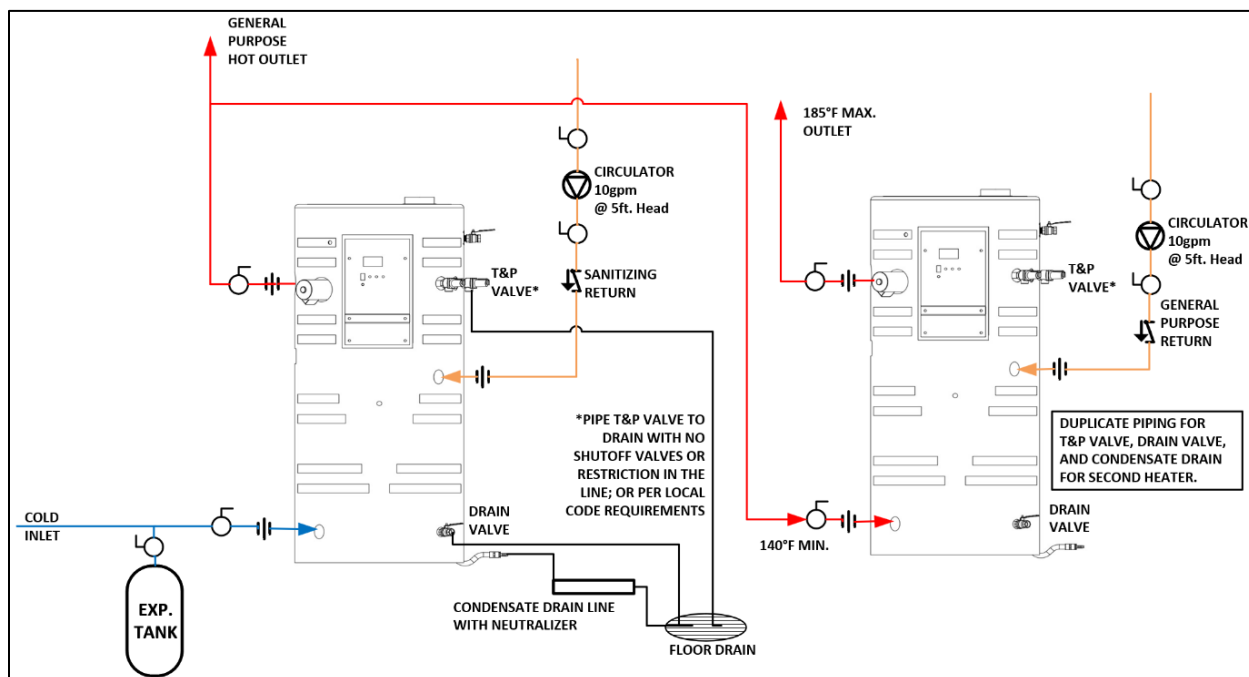 GENERAL
PURPOSE
HOT OUTLET
185°F MAX.
OUTLET
CIRCULATOR
10gpm
@ 5ft. Head
CIRCULATOR
10gpm
@ 5ft. Head
T&P
VALVE*
SANITIZING
RETURN
T&P
VALVE*
GENERAL
PURPOSE
RETURN
*PIPE T&P VALVE TO
DRAIN WITH NO
SHUTOFF VALVES OR
RESTRICTION IN THE
LINE; OR PER LOCAL
CODE REQUIREMENTS
DUPLICATE PIPING FOR
T&P VALVE, DRAIN VALVE,
AND CONDENSATE DRAIN
FOR SECOND HEATER.
COLD
INLET
DRAIN
VALVE
140°F MIN.
DRAIN
VALVE
EXP.
TANK
CONDENSATE DRAIN LINE
WITH NEUTRALIZER
FLOOR DRAIN